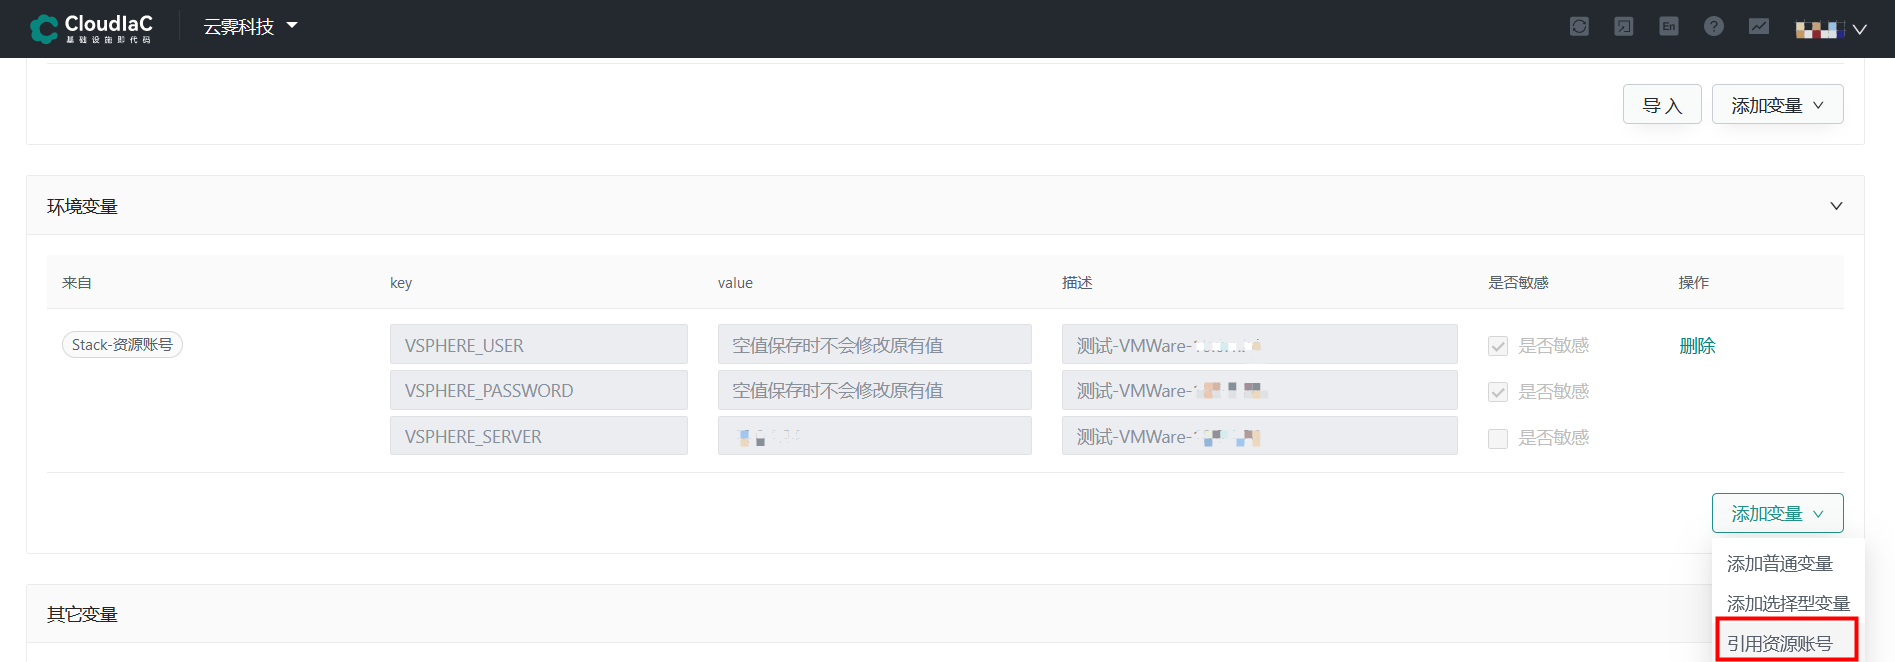 CloudIaC
基础设施即代码
云霁科技
En
?
导 入
添加变量
环境变量
来自
key
value
描述
是否敏感
操作
Stack-资源账号
VSPHERE_USER
空值保存时不会修改原有值
测试-VMWare-
是否敏感
删除
VSPHERE_PASSWORD
空值保存时不会修改原有值
测试-VMWare-
是否敏感
VSPHERE_SERVER
测试-VMWare-
是否敏感
添加变量
添加普通变量
添加选择型变量
引用资源账号
其它变量